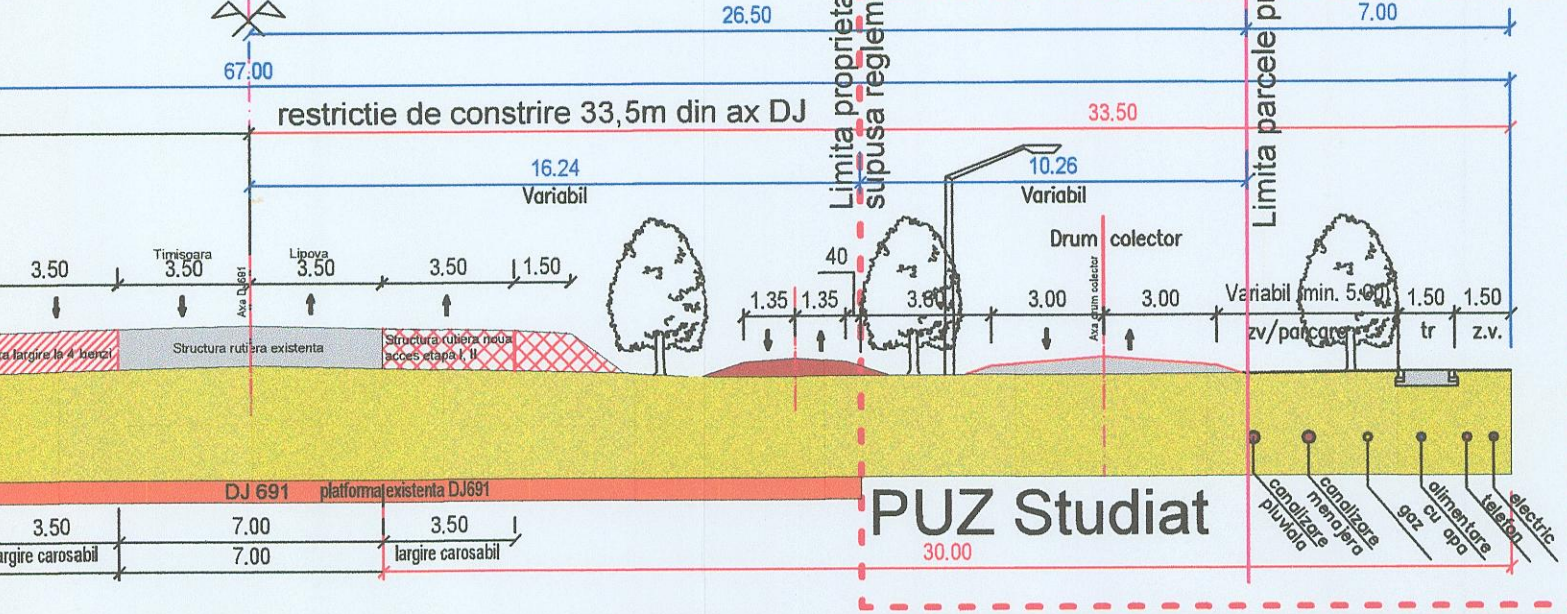 26.50
7.00
67.00
restrictie de constrire 33,5m din ax DJ
33.50
Limita proprieta
supusa reglem
Limita parcele pr
16.24
Variabil
10.26
Variabil
Drum colector
3.50
Timisoara
3.50
Lipova
3.50
3.50
1.50
Axa DJ691
40
1.35
1.35
3.80
3.00
Axa drum colector
3.00
Variabil (min. 5.00)
zv/parcare
1.50
tr
1.50
z.v.
ra largire la 4 benzi
Structura rutiera existenta
Structura rutiera noua
acces etapa I, II
DJ 691
platforma existenta DJ691
PUZ Studiat
canalizare
pluviala
canalizare
menajera
gaz
alimentare
cu apa
telefon
electric
3.50
7.00
3.50
argire carosabil
7.00
largire carosabil
30.00